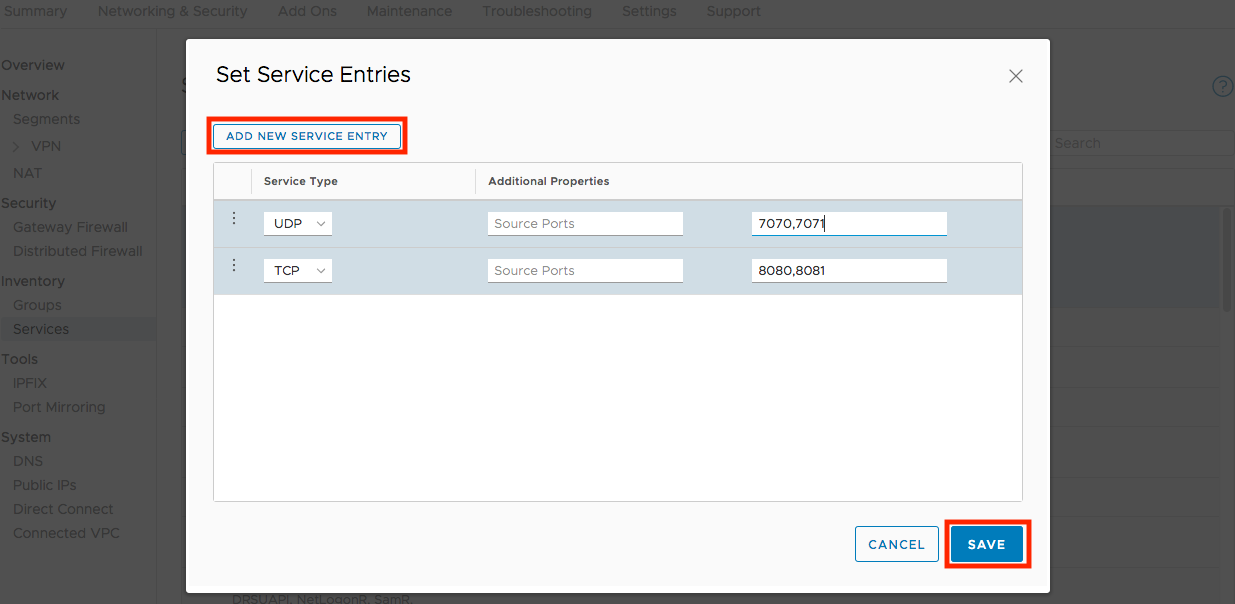 Summary Networking & Security Add Ons Maintenance Troubleshooting Settings Support
Overview
Network
Segments
VPN
NAT
Security
Gateway Firewall
Distributed Firewall
Inventory
Groups
Services
Tools
IPFIX
Port Mirroring
System
DNS
Public IPs
Direct Connect
Connected VPC
?
Search
Set Service Entries
ADD NEW SERVICE ENTRY
Service Type Additional Properties
UDP Source Ports 7070,7071
TCP Source Ports 8080,8081
CANCEL SAVE
DRSUAPI, NetLogonR, SamR,